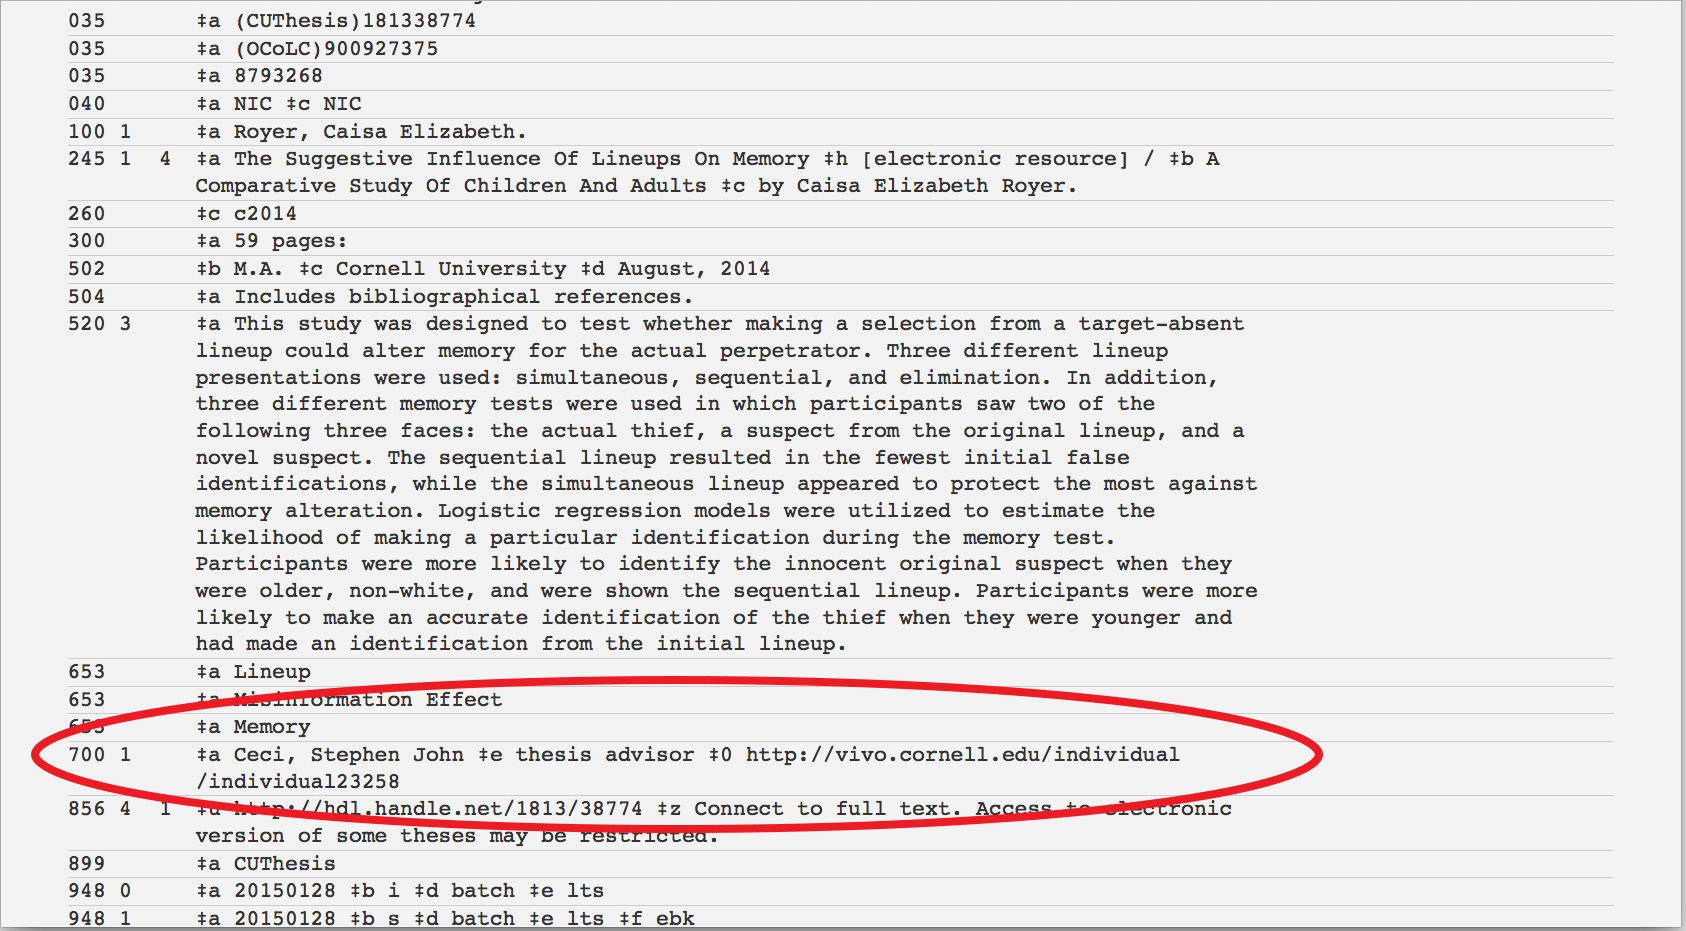 035 ‡a (CUThesis)181338774
035 ‡a (OCoLC)900927375
035 ‡a 8793268
040 ‡a NIC ‡c NIC
100 1 ‡a Royer, Caisa Elizabeth.
245 1 4 ‡a The Suggestive Influence Of Lineups On Memory ‡h [electronic resource] / ‡b A
Comparative Study Of Children And Adults ‡c by Caisa Elizabeth Royer.
260 ‡c c2014
300 ‡a 59 pages:
502 ‡b M.A. ‡c Cornell University ‡d August, 2014
504 ‡a Includes bibliographical references.
520 3 ‡a This study was designed to test whether making a selection from a target-absent
lineup could alter memory for the actual perpetrator. Three different lineup
presentations were used: simultaneous, sequential, and elimination. In addition,
three different memory tests were used in which participants saw two of the
following three faces: the actual thief, a suspect from the original lineup, and a
novel suspect. The sequential lineup resulted in the fewest initial false
identifications, while the simultaneous lineup appeared to protect the most against
memory alteration. Logistic regression models were utilized to estimate the
likelihood of making a particular identification during the memory test.
Participants were more likely to identify the innocent original suspect when they
were older, non-white, and were shown the sequential lineup. Participants were more
likely to make an accurate identification of the thief when they were younger and
had made an identification from the initial lineup.
653 ‡a Lineup
653 ‡a Misinformation Effect
653 ‡a Memory
700 1 ‡a Ceci, Stephen John ‡e thesis advisor ‡0 http://vivo.cornell.edu/individual
/individual23258
856 4 1 ‡u http://hdl.handle.net/1813/38774 ‡z Connect to full text. Access to electronic
version of some theses may be restricted.
899 ‡a CUThesis
948 0 ‡a 20150128 ‡b i ‡d batch ‡e lts
948 1 ‡a 20150128 ‡b s ‡d batch ‡e lts ‡f ebk